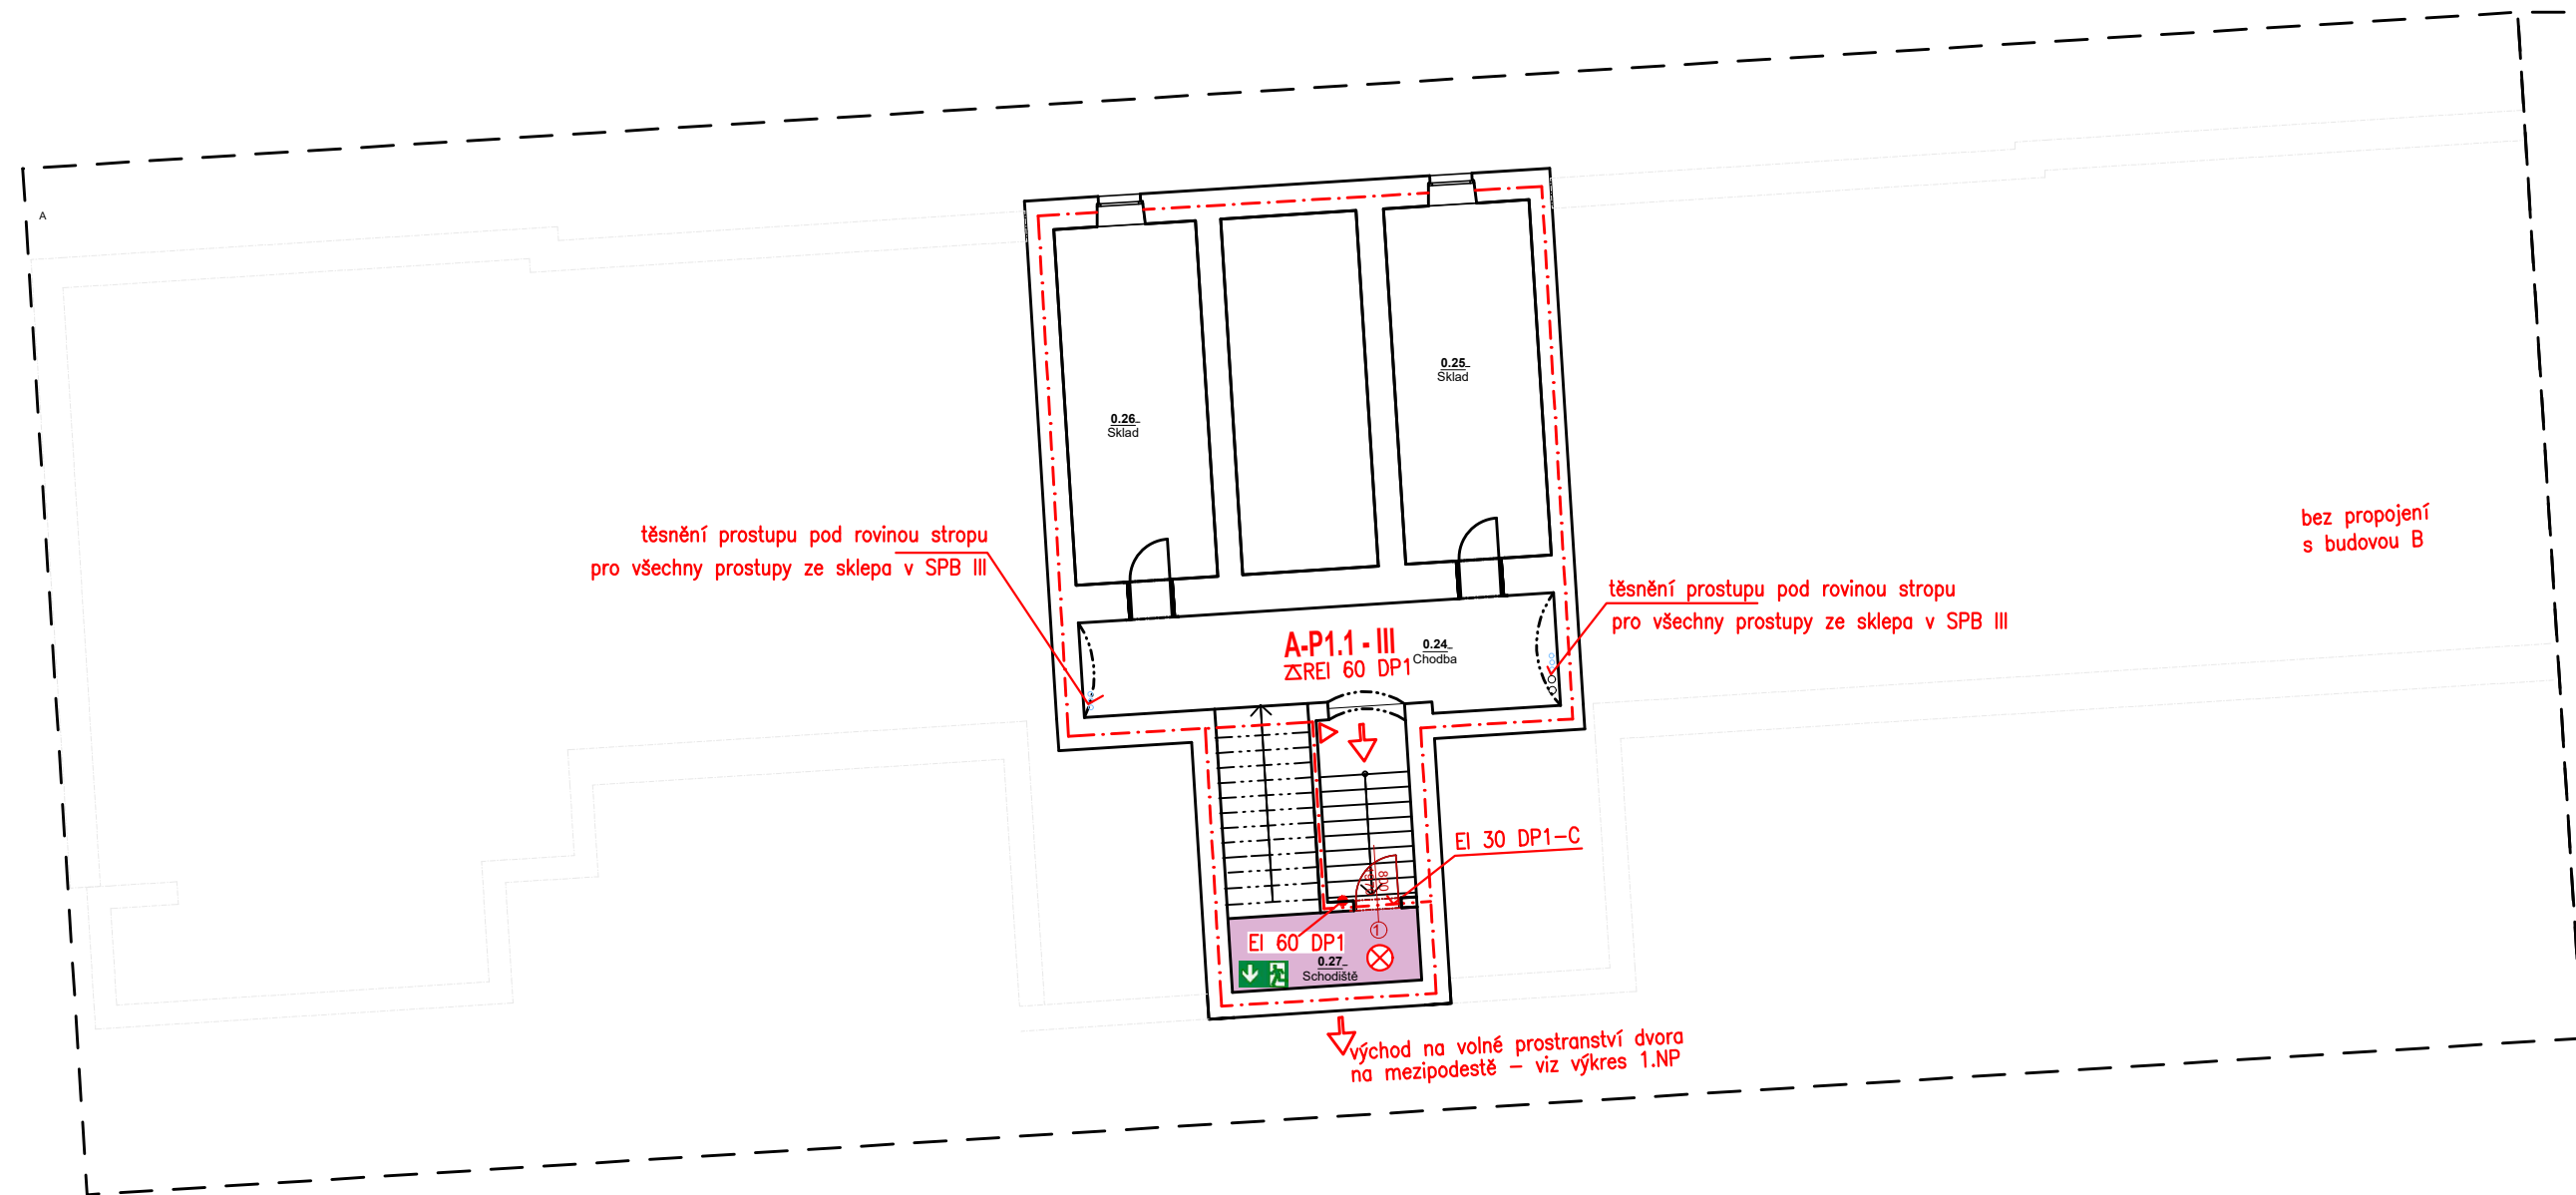 A
0.25
Sklad
0.26
Sklad
těsnění prostupu pod rovinou stropu
pro všechny prostupy ze sklepa v SPB III
bez propojení
s budovou B
těsnění prostupu pod rovinou stropu
pro všechny prostupy ze sklepa v SPB III
A-P1.1 - III
REI 60 DP1
0.24
Chodba
EI 30 DP1-C
800
1
EI 60 DP1
0.27
Schodiště
východ na volné prostranství dvora
na mezipodestě – viz výkres 1.NP